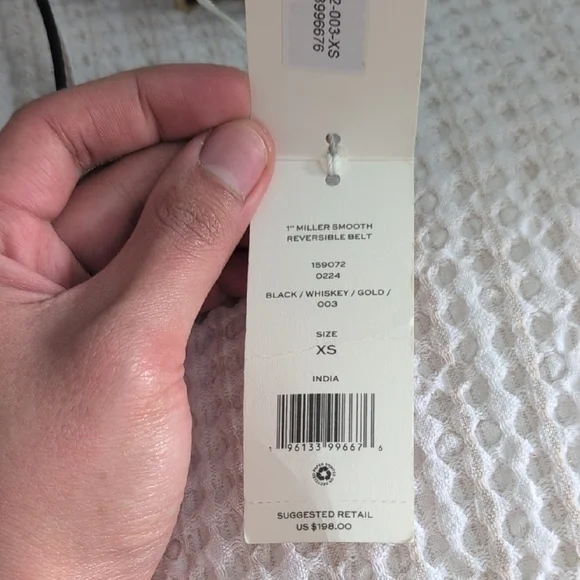 2-003-XS
3996676
1" MILLER SMOOTH
REVERSIBLE BELT
159072
0224
BLACK / WHISKEY / GOLD /
003
SIZE
XS
INDIA
1 96133 99667 6
SUGGESTED RETAIL
US $198.00